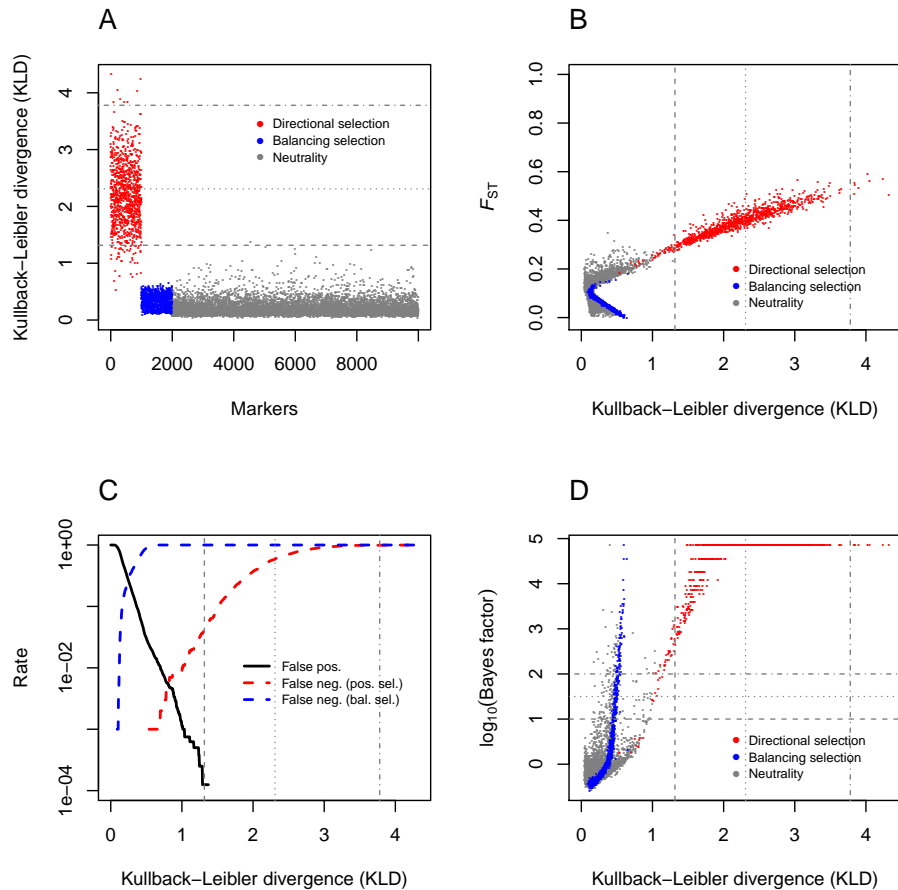 A
Kullback–Leibler divergence (KLD)
4
3
2
1
0
Directional selection
Balancing selection
Neutrality
0 2000 4000 6000 8000
Markers
B
FST
1.0
0.8
0.6
0.4
0.2
0.0
Directional selection
Balancing selection
Neutrality
0 1 2 3 4
Kullback–Leibler divergence (KLD)
C
Rate
1e+00
1e−02
1e−04
False pos.
False neg. (pos. sel.)
False neg. (bal. sel.)
0 1 2 3 4
Kullback–Leibler divergence (KLD)
D
log10(Bayes factor)
5
4
3
2
1
0
Directional selection
Balancing selection
Neutrality
0 1 2 3 4
Kullback–Leibler divergence (KLD)